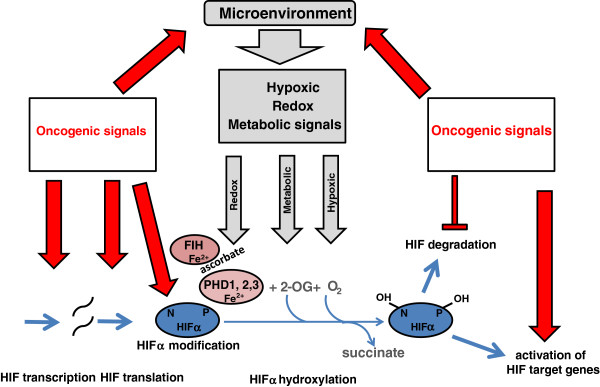 Microenvironment
Hypoxic
Redox
Metabolic signals
Oncogenic signals
Oncogenic signals
Redox
Metabolic
Hypoxic
FIH
Fe2+
ascorbate
PHD1, 2,3
Fe2+
+ 2-OG+ O2
HIF degradation
N P
HIFα
OH OH
N P
HIFα
HIFα modification
succinate
HIF transcription HIF translation
HIFα hydroxylation
activation of
HIF target genes